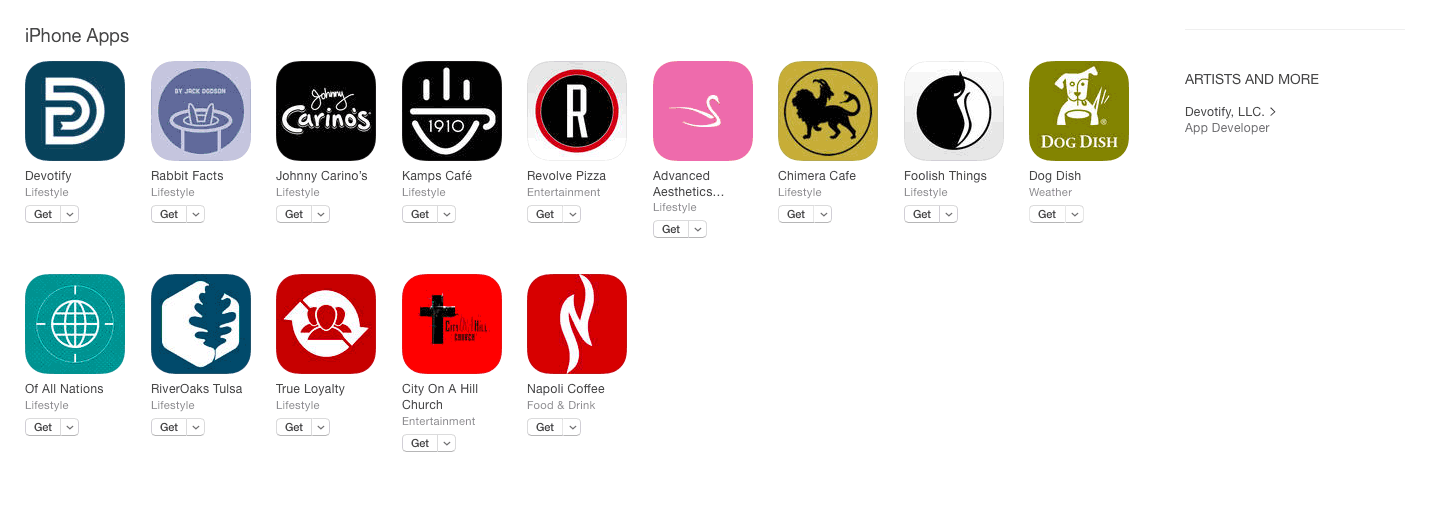 iPhone Apps
ARTISTS AND MORE
Devotify, LLC.
App Developer
BY JACK DODSON
Johnny
Carino's
1910
R
DOG DISH
Devotify
Lifestyle
Get
Rabbit Facts
Lifestyle
Get
Johnny Carino's
Lifestyle
Get
Kamps Café
Lifestyle
Get
Revolve Pizza
Entertainment
Get
Advanced
Aesthetics...
Lifestyle
Get
Chimera Cafe
Lifestyle
Get
Foolish Things
Lifestyle
Get
Dog Dish
Weather
Get
CITY ON A HILL
CHURCH
N
Of All Nations
Lifestyle
Get
RiverOaks Tulsa
Lifestyle
Get
True Loyalty
Lifestyle
Get
City On A Hill
Church
Entertainment
Get
Napoli Coffee
Food & Drink
Get